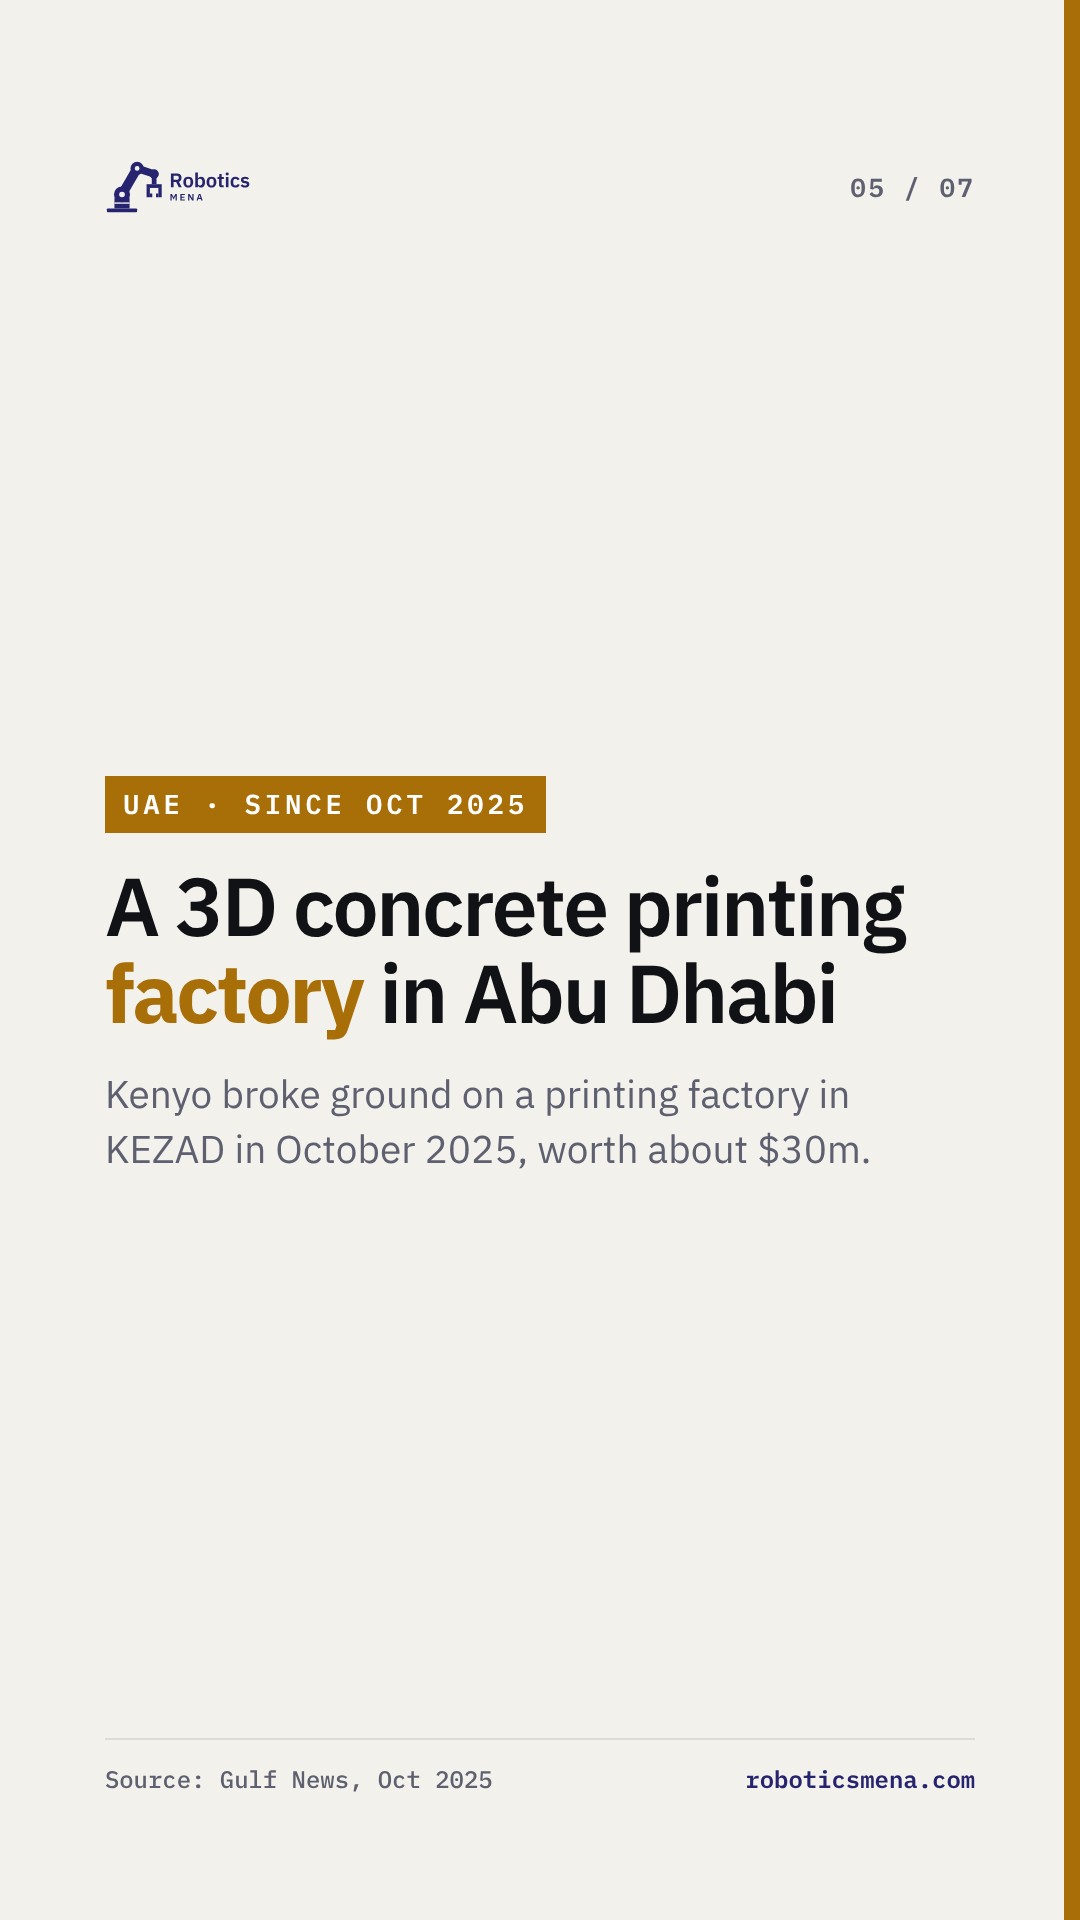 Robotics
MENA
05 / 07
UAE · SINCE OCT 2025
A 3D concrete printing
factory in Abu Dhabi
Kenyo broke ground on a printing factory in
KEZAD in October 2025, worth about $30m.
Source: Gulf News, Oct 2025
roboticsmena.com